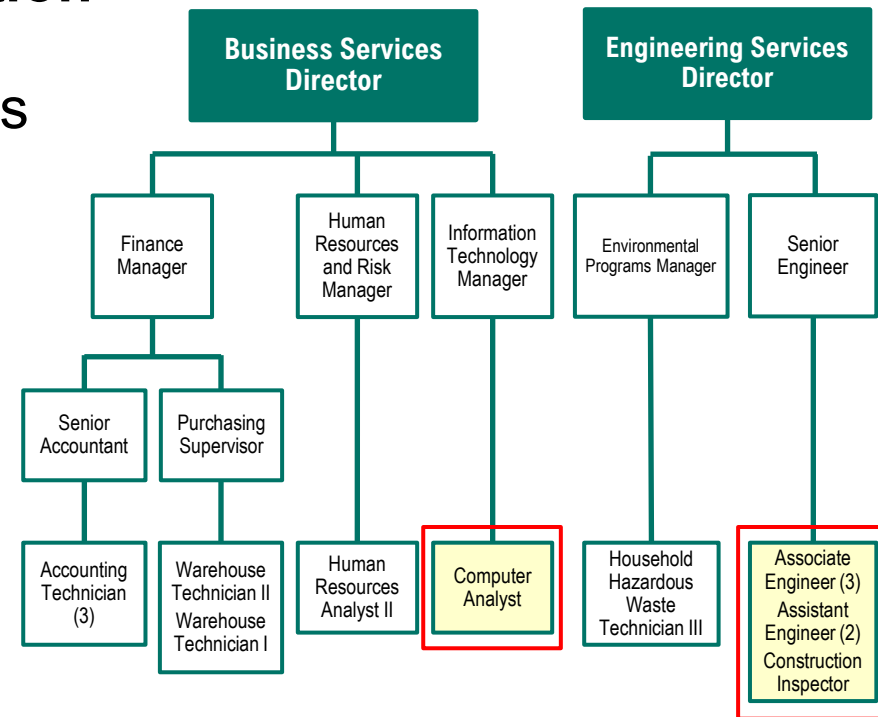 s
Business Services
Director
Engineering Services
Director
Finance
Manager
Human
Resources
and Risk
Manager
Information
Technology
Manager
Environmental
Programs Manager
Senior
Engineer
Senior
Accountant
Purchasing
Supervisor
Accounting
Technician
(3)
Warehouse
Technician II
Warehouse
Technician I
Human
Resources
Analyst II
Computer
Analyst
Household
Hazardous
Waste
Technician III
Associate
Engineer (3)
Assistant
Engineer (2)
Construction
Inspector